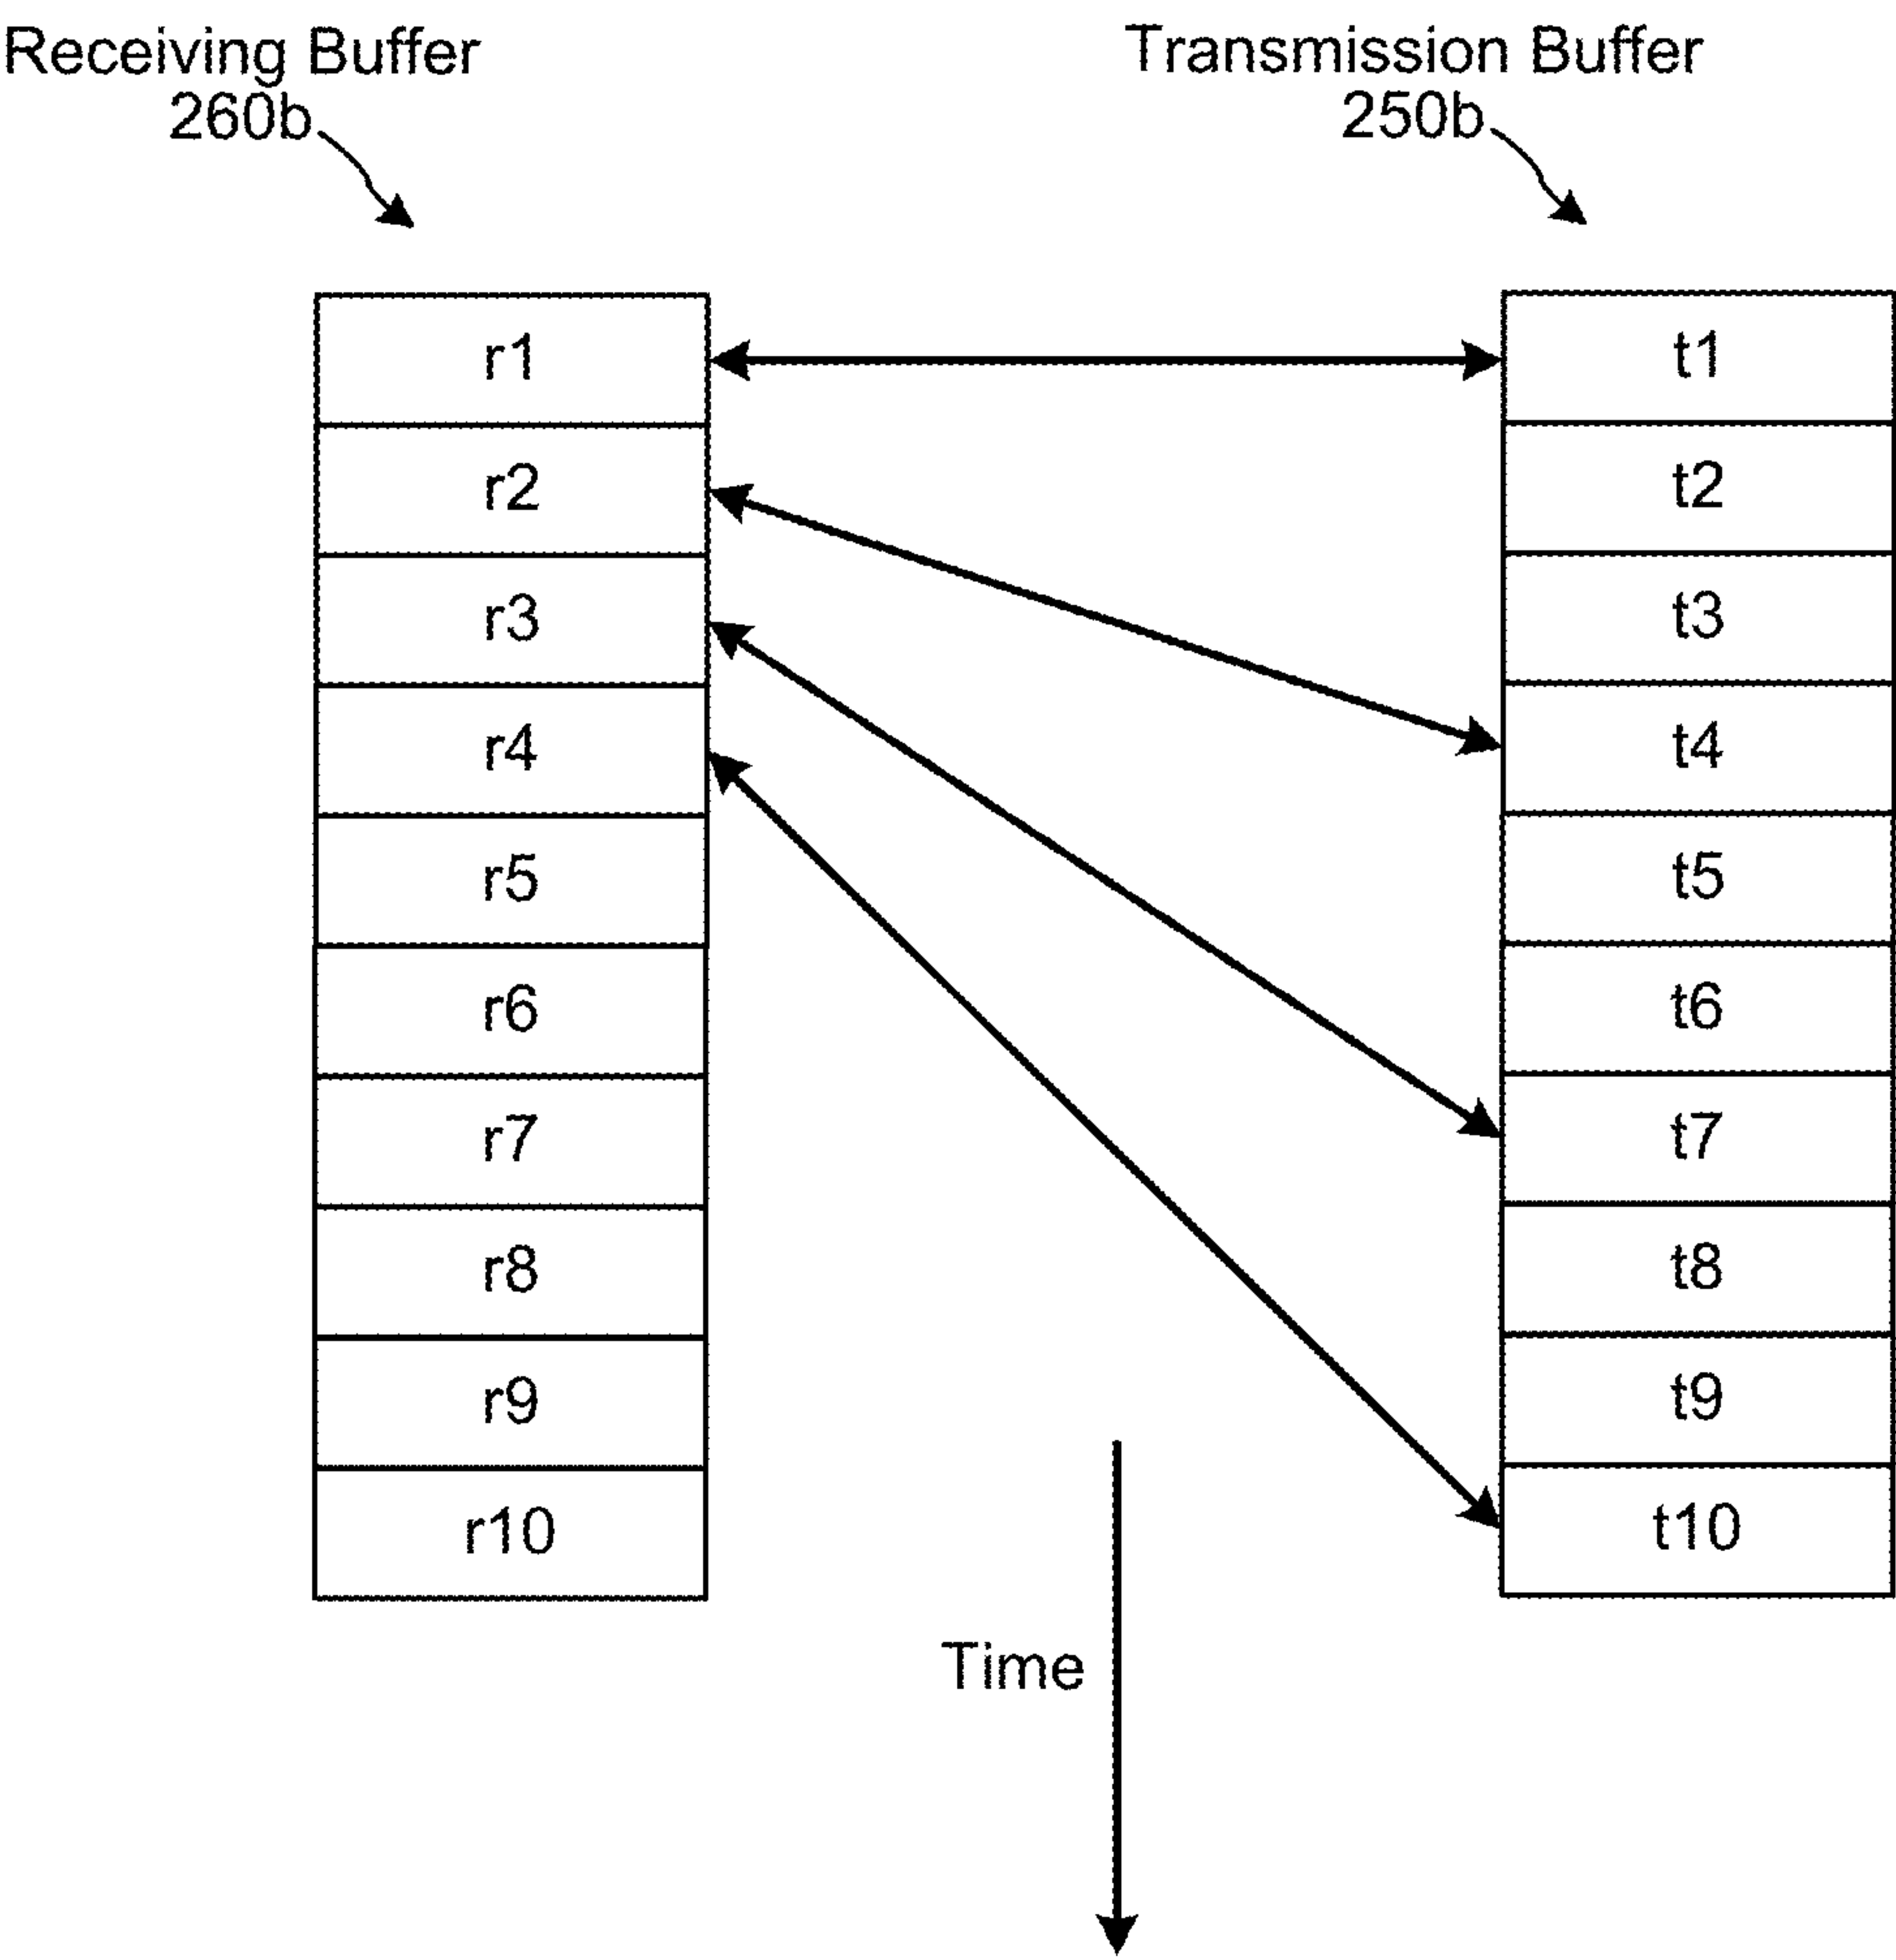 Receiving Buffer
260b
Transmission Buffer
250b
r1
r2
r3
r4
r5
r6
r7
r8
r9
r10
t1
t2
t3
t4
t5
t6
t7
t8
t9
t10
Time